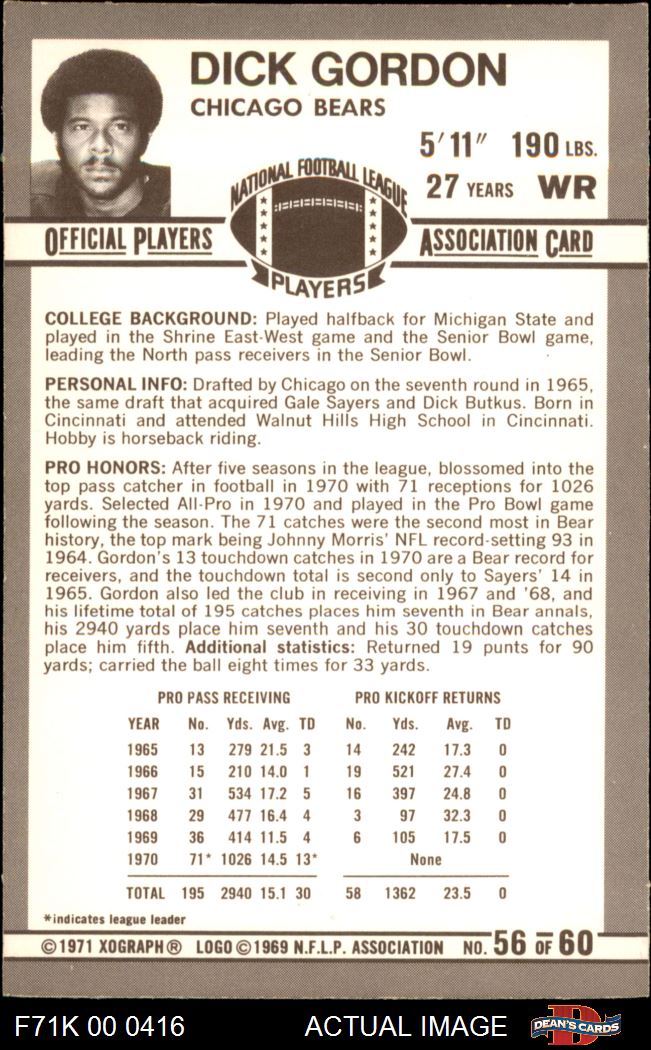 DICK GORDON
CHICAGO BEARS
5'11" 190 LBS.
27 YEARS WR
NATIONAL FOOTBALL LEAGUE
PLAYERS
OFFICIAL PLAYERS ASSOCIATION CARD
COLLEGE BACKGROUND: Played halfback for Michigan State and
played in the Shrine East-West game and the Senior Bowl game,
leading the North pass receivers in the Senior Bowl.
PERSONAL INFO: Drafted by Chicago on the seventh round in 1965,
the same draft that acquired Gale Sayers and Dick Butkus. Born in
Cincinnati and attended Walnut Hills High School in Cincinnati.
Hobby is horseback riding.
PRO HONORS: After five seasons in the league, blossomed into the
top pass catcher in football in 1970 with 71 receptions for 1026
yards. Selected All-Pro in 1970 and played in the Pro Bowl game
following the season. The 71 catches were the second most in Bear
history, the top mark being Johnny Morris' NFL record-setting 93 in
1964. Gordon's 13 touchdown catches in 1970 are a Bear record for
receivers, and the touchdown total is second only to Sayers' 14 in
1965. Gordon also led the club in receiving in 1967 and '68, and
his lifetime total of 195 catches places him seventh in Bear annals,
his 2940 yards place him seventh and his 30 touchdown catches
place him fifth. Additional statistics: Returned 19 punts for 90
yards; carried the ball eight times for 33 yards.
PRO PASS RECEIVING PRO KICKOFF RETURNS
YEAR No. Yds. Avg. TD No. Yds. Avg. TD
1965 13 279 21.5 3 14 242 17.3 0
1966 15 210 14.0 1 19 521 27.4 0
1967 31 534 17.2 5 16 397 24.8 0
1968 29 477 16.4 4 3 97 32.3 0
1969 36 414 11.5 4 6 105 17.5 0
1970 71* 1026 14.5 13* None
TOTAL 195 2940 15.1 30 58 1362 23.5 0
*indicates league leader
©1971 XOGRAPH® LOGO©1969 N.F.L.P. ASSOCIATION NO. 56 OF 60
F71K 00 0416 ACTUAL IMAGE D DEAN'S CARDS